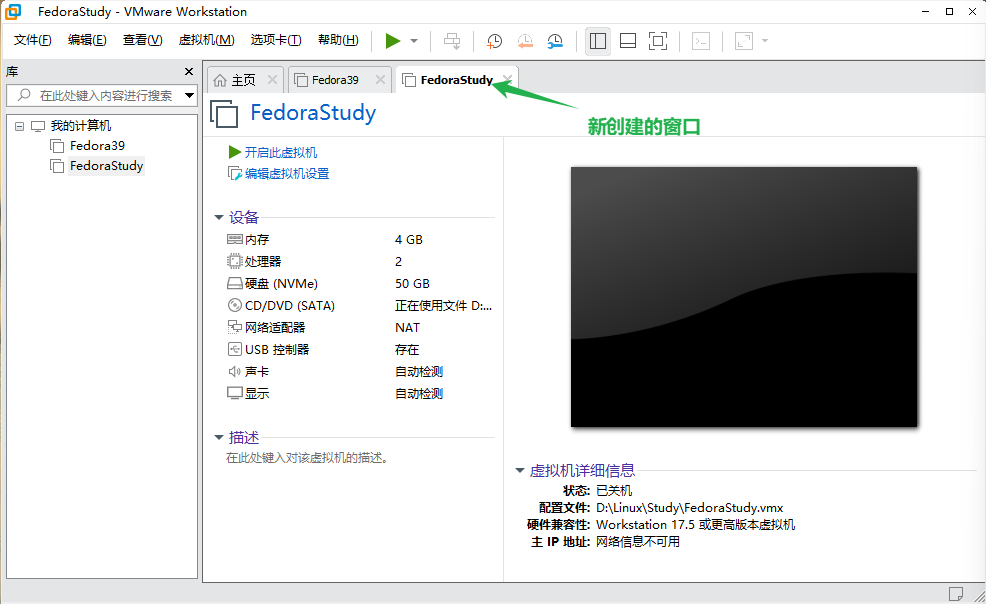 FedoraStudy - VMware Workstation
文件(F) 编辑(E) 查看(V) 虚拟机(M) 选项卡(T) 帮助(H)
库
在此处键入内容进行搜索
我的计算机
Fedora39
FedoraStudy
主页 Fedora39 FedoraStudy
新创建的窗口
FedoraStudy
开启此虚拟机
编辑虚拟机设置
设备
内存 4 GB
处理器 2
硬盘 (NVMe) 50 GB
CD/DVD (SATA) 正在使用文件 D:...
网络适配器 NAT
USB 控制器 存在
声卡 自动检测
显示 自动检测
描述
在此处键入对该虚拟机的描述。
虚拟机详细信息
状态: 已关机
配置文件: D:\Linux\Study\FedoraStudy.vmx
硬件兼容性: Workstation 17.5 或更高版本虚拟机
主 IP 地址: 网络信息不可用